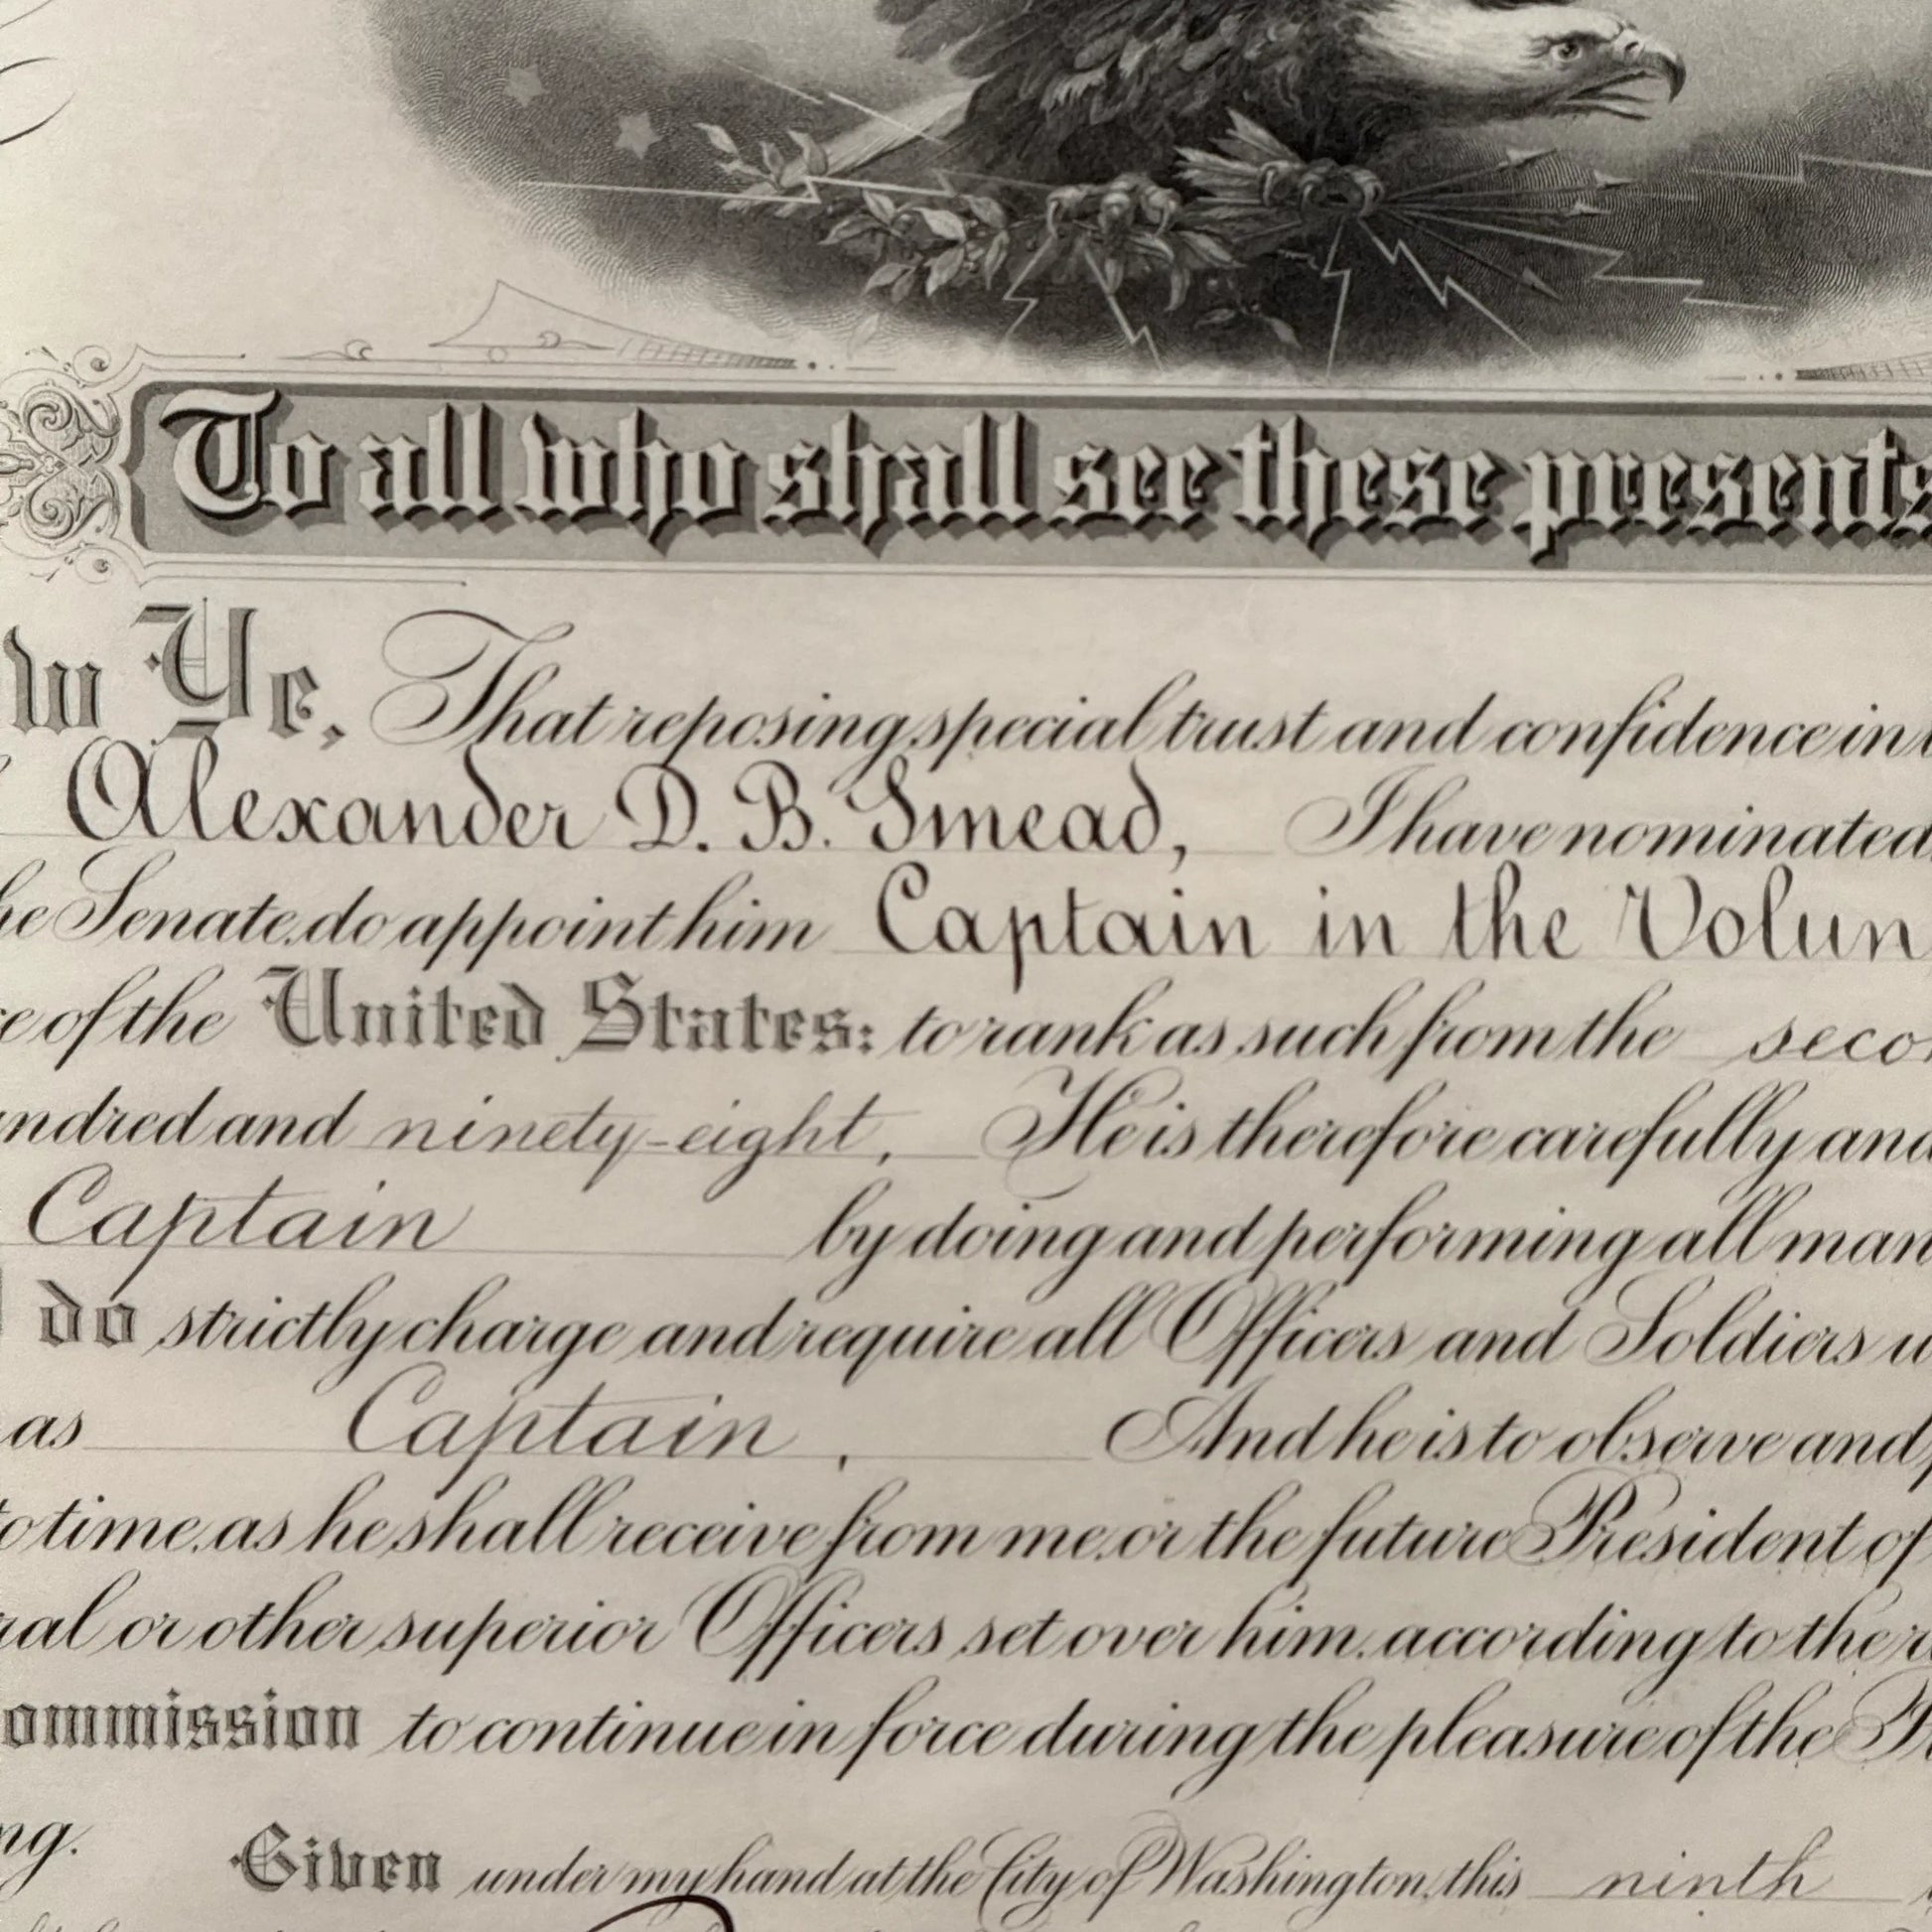 To all who shall see these presents
Ye, That reposing special trust and confidence in
Alexander D. B. Smead, I have nominated
Senate, do appoint him Captain in the Volun
of the United States: to rank as such from the seco
ndred and ninety-eight, He is therefore carefully and
Captain by doing and performing all man
do strictly charge and require all Officers and Soldiers u
as Captain, And he is to observe and
to time, as he shall receive from me, or the future President of
ral or other superior Officers set over him, according to the
ommission to continue in force during the pleasure of the
ng.
Given under my hand at the City of Washington, this ninth